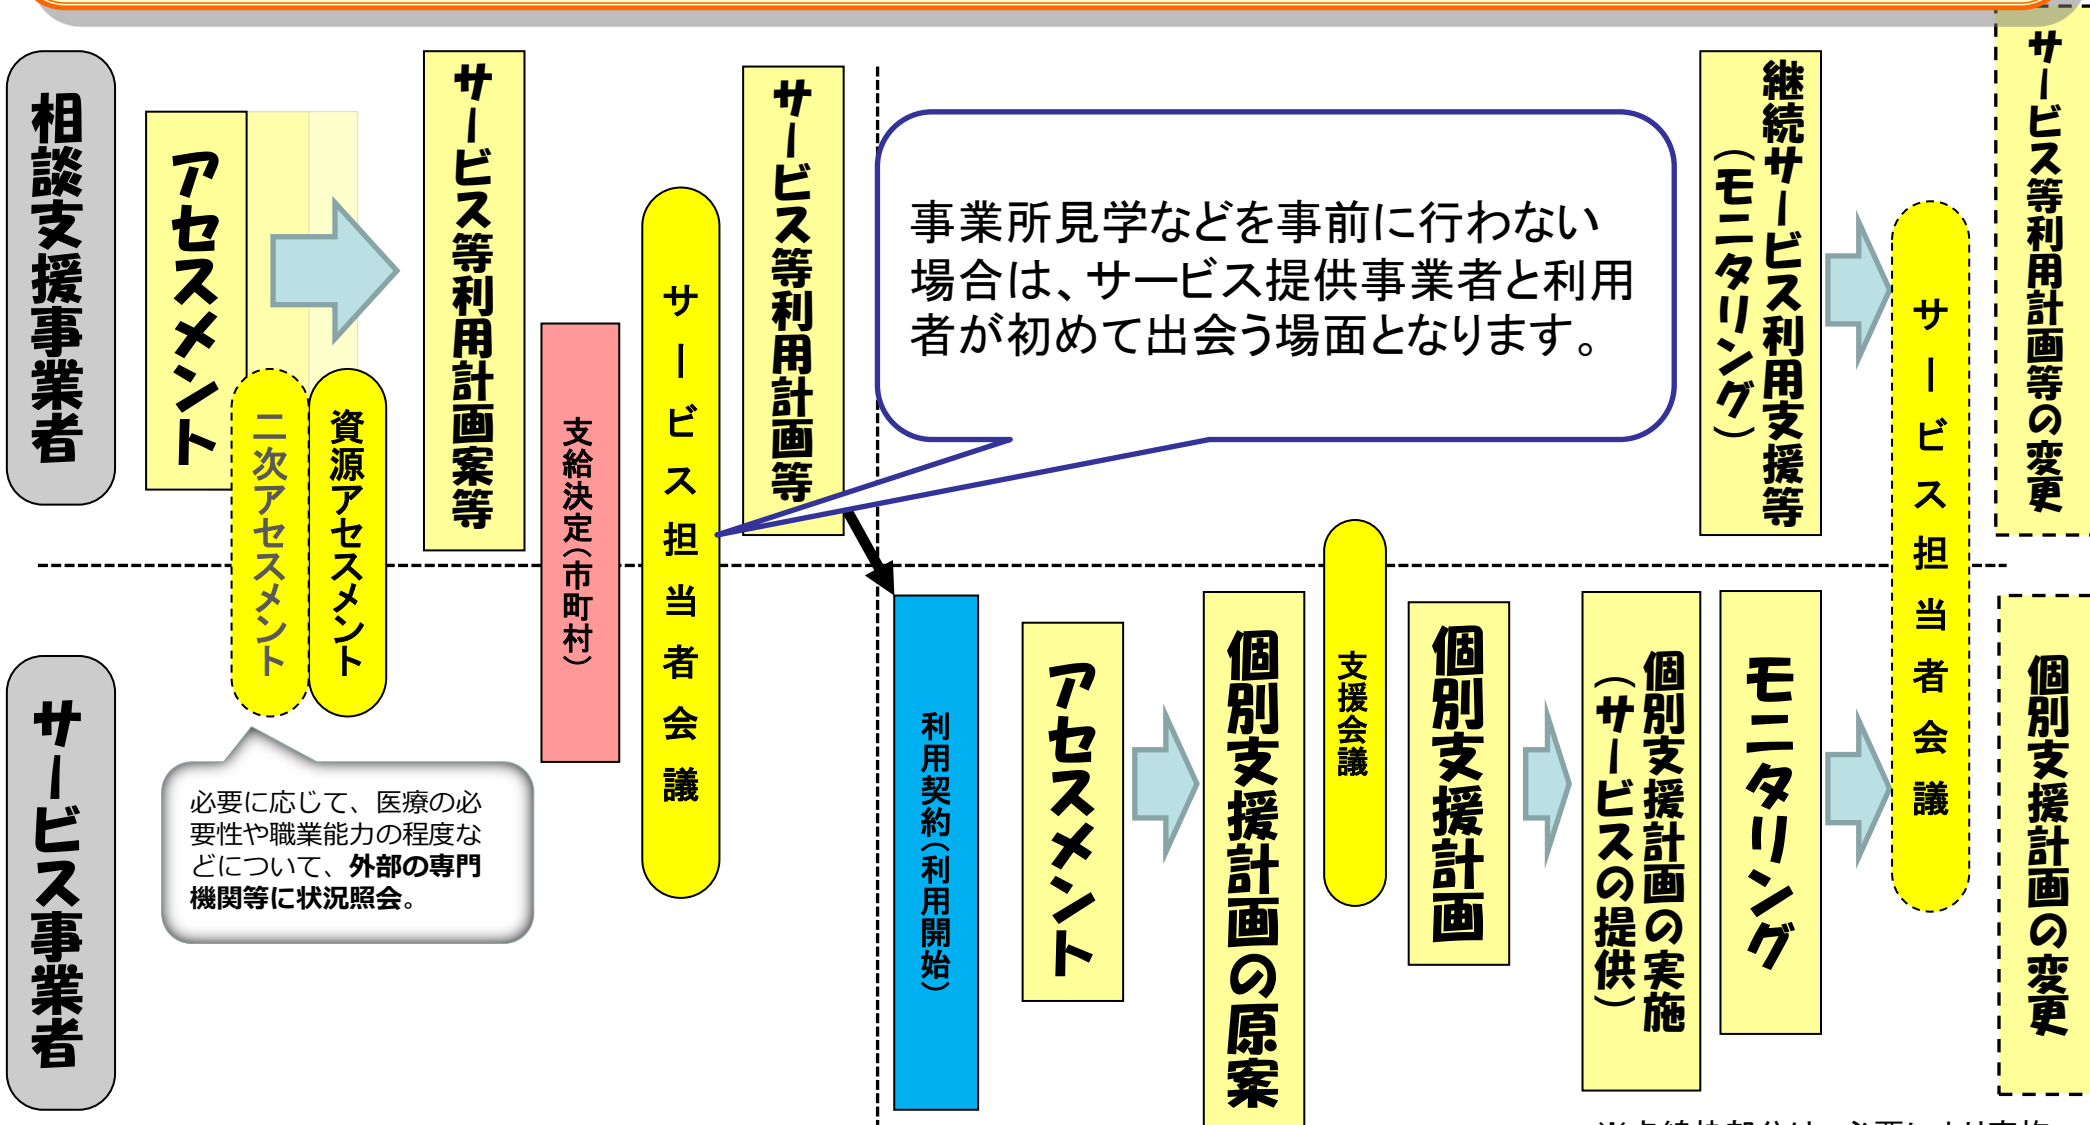 相談支援事業者
アセスメント
二次アセスメント
資源アセスメント
サービス等利用計画案等
支給決定(市町村)
サービス担当者会議
サービス等利用計画等
事業所見学などを事前に行わない
場合は、サービス提供事業者と利用
者が初めて出会う場面となります。
継続サービス利用支援等
(モニタリング)
サービス担当者会議
サービス等利用計画等の変更
サービス事業者
必要に応じて、医療の必
要性や職業能力の程度な
どについて、外部の専門
機関等に状況照会。
利用契約(利用開始)
アセスメント
個別支援計画の原案
支援会議
個別支援計画
個別支援計画の実施
(サービスの提供)
モニタリング
個別支援計画の変更